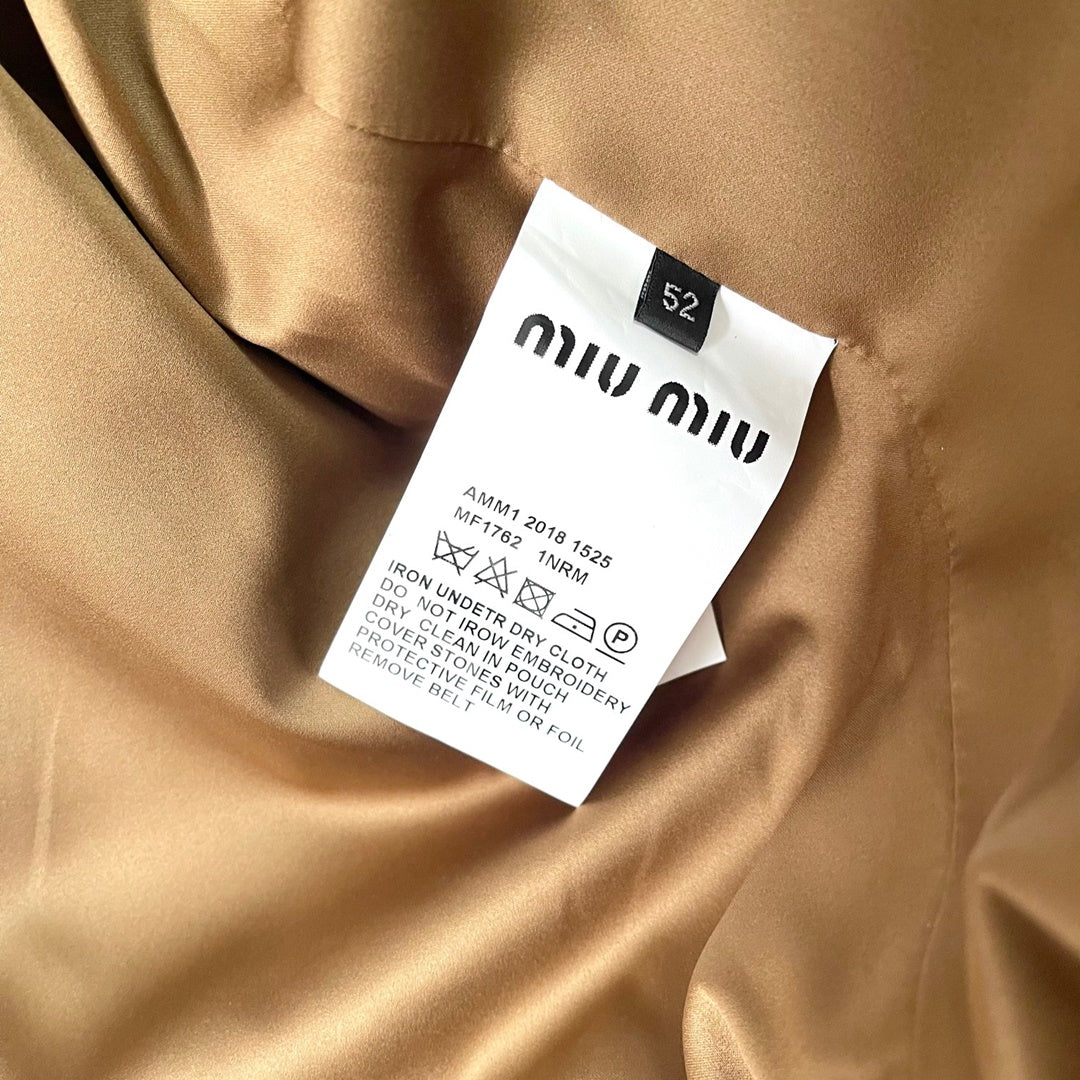 52
MIU MIU
AMM1 2018 1525
MF1762 1NRM
P
IRON UNDETR DRY CLOTH
DO NOT IROW EMBROIDERY
DRY CLEAN IN POUCH
COVER STONES WITH
PROTECTIVE FILM OR FOIL
REMOVE BELT